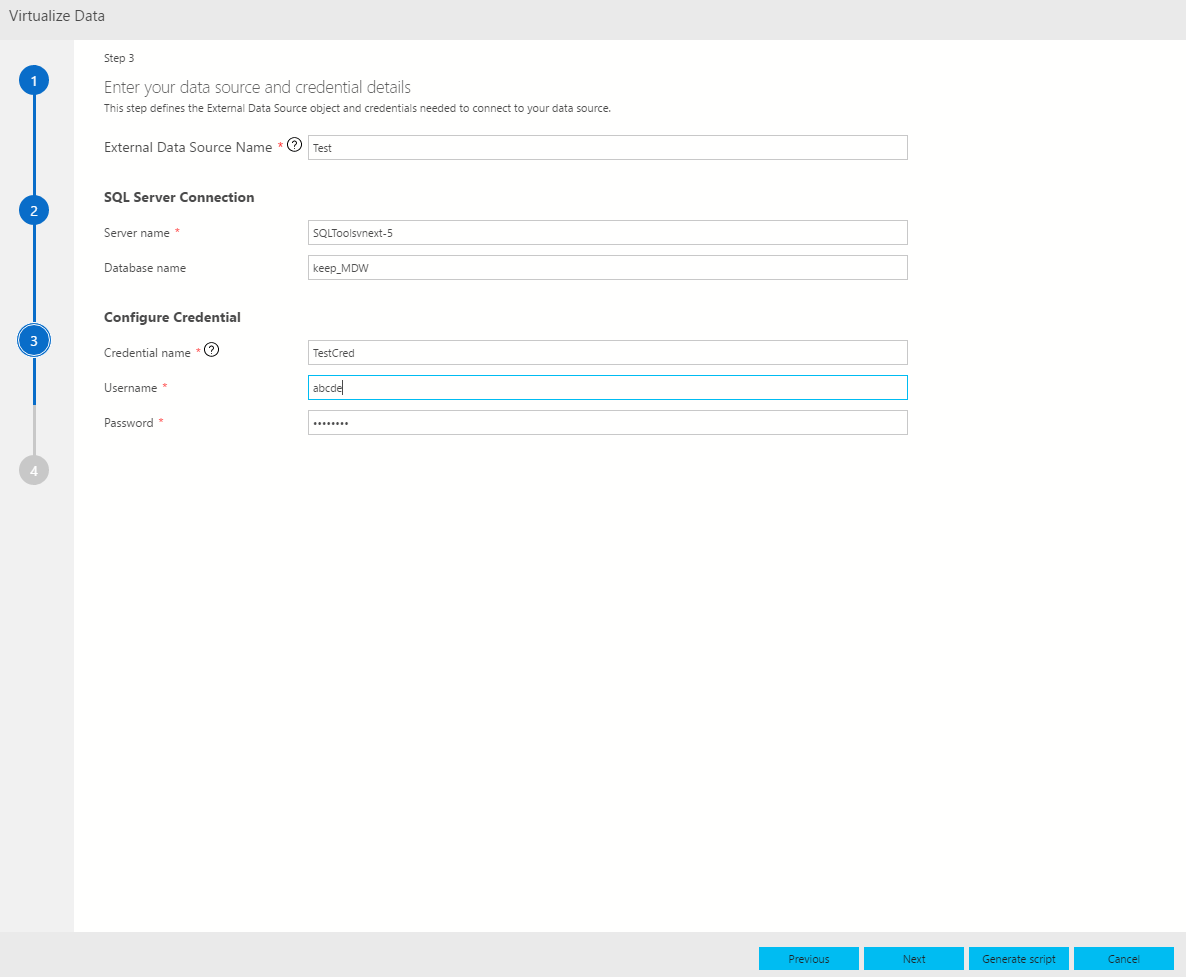 Virtualize Data
1
2
3
4
Step 3
Enter your data source and credential details
This step defines the External Data Source object and credentials needed to connect to your data source.
External Data Source Name * ? Test
SQL Server Connection
Server name * SQLToolsvnext-5
Database name keep_MDW
Configure Credential
Credential name * ? TestCred
Username * abcde
Password * ••••••••
Previous Next Generate script Cancel